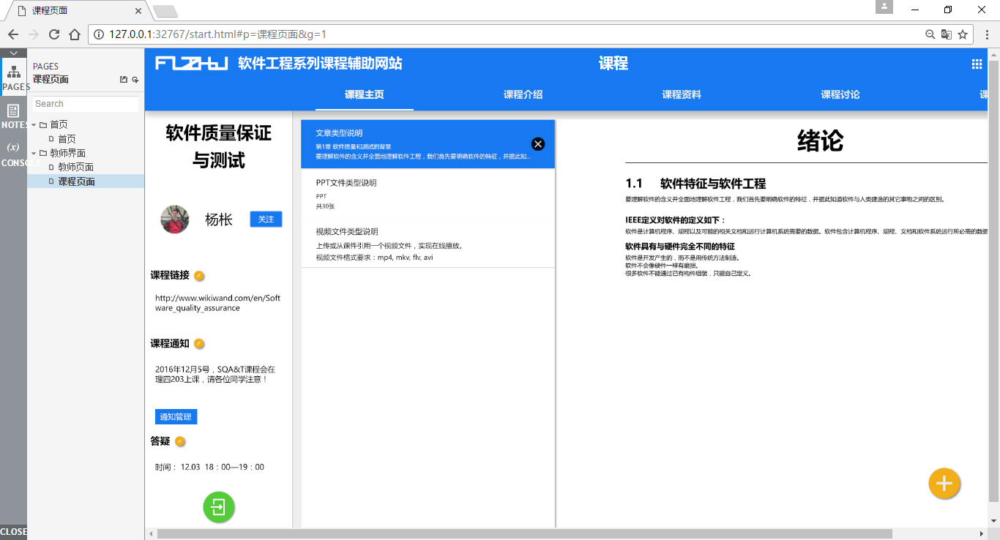 课程页面
127.0.0.1:32767/start.html#p=课程页面&g=1
PAGES
NOTES
(x)
CONSOLE
CLOSE
PAGES
课程页面
Search
首页
首页
教师界面
教师页面
课程页面
软件工程系列课程辅助网站
课程
课程主页
课程介绍
课程资料
课程讨论
软件质量保证
与测试
杨枨
关注
课程链接
http://www.wikiwand.com/en/Soft
ware_quality_assurance
课程通知
2016年12月5号，SQA&T课程会在
理四203上课，请各位同学注意！
通知管理
答疑
时间： 12.03 18：00—19：00
文章类型说明
第1章 软件质量和测试的背景
要理解软件的含义并全面地理解软件工程，我们首先要明确软件的特征，并据此知...
PPT文件类型说明
PPT
共30张
视频文件类型说明
上传或从课件引用一个视频文件，实现在线播放。
视频文件格式要求：mp4, mkv, flv, avi
绪论
1.1 软件特征与软件工程
要理解软件的含义并全面地理解软件工程，我们首先要明确软件的特征，并据此知道软件与人类建造的其它事物之间的区别。
IEEE定义对软件的定义如下：
软件是计算机程序、规程以及可能的相关文档和运行计算机系统需要的数据。软件包含计算机程序、规程、文档和软件系统运行所必需的数据
软件具有与硬件完全不同的特征
软件是开发产生的，而不是用传统方法制造。
软件不会像硬件一样有磨损。
很多软件不能通过已有构件组装，只能自己定义。